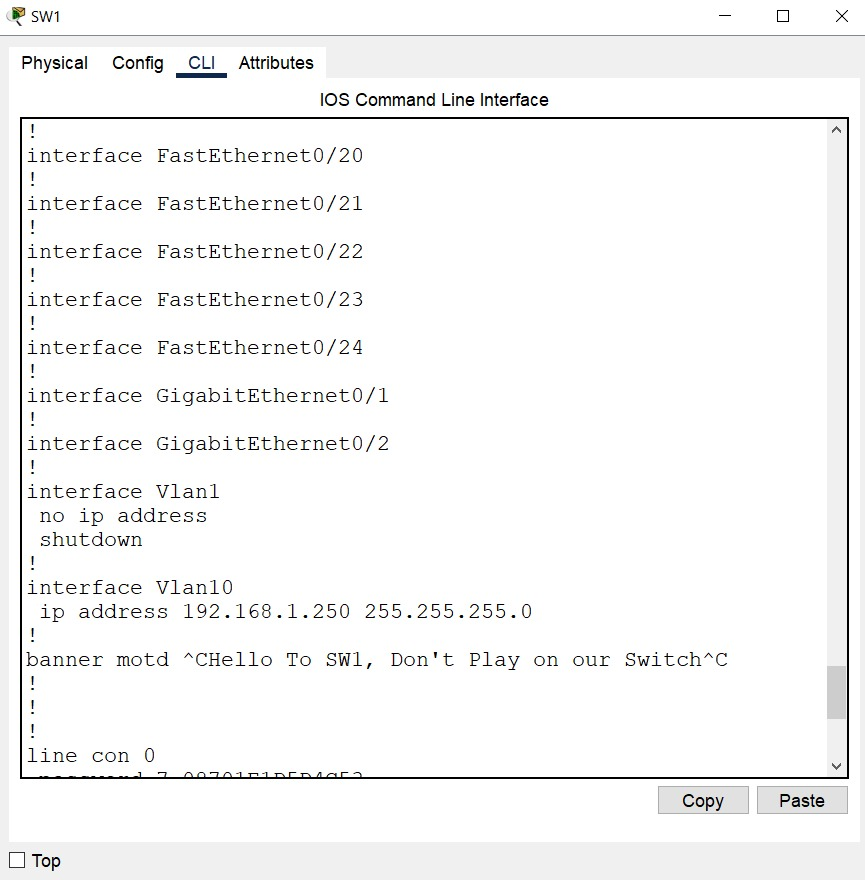 SW1
Physical Config CLI Attributes
IOS Command Line Interface
!
interface FastEthernet0/20
!
interface FastEthernet0/21
!
interface FastEthernet0/22
!
interface FastEthernet0/23
!
interface FastEthernet0/24
!
interface GigabitEthernet0/1
!
interface GigabitEthernet0/2
!
interface Vlan1
no ip address
shutdown
!
interface Vlan10
ip address 192.168.1.250 255.255.255.0
!
banner motd ^CHello To SW1, Don't Play on our Switch^C
!
!
!
line con 0
password 7
Copy Paste
Top